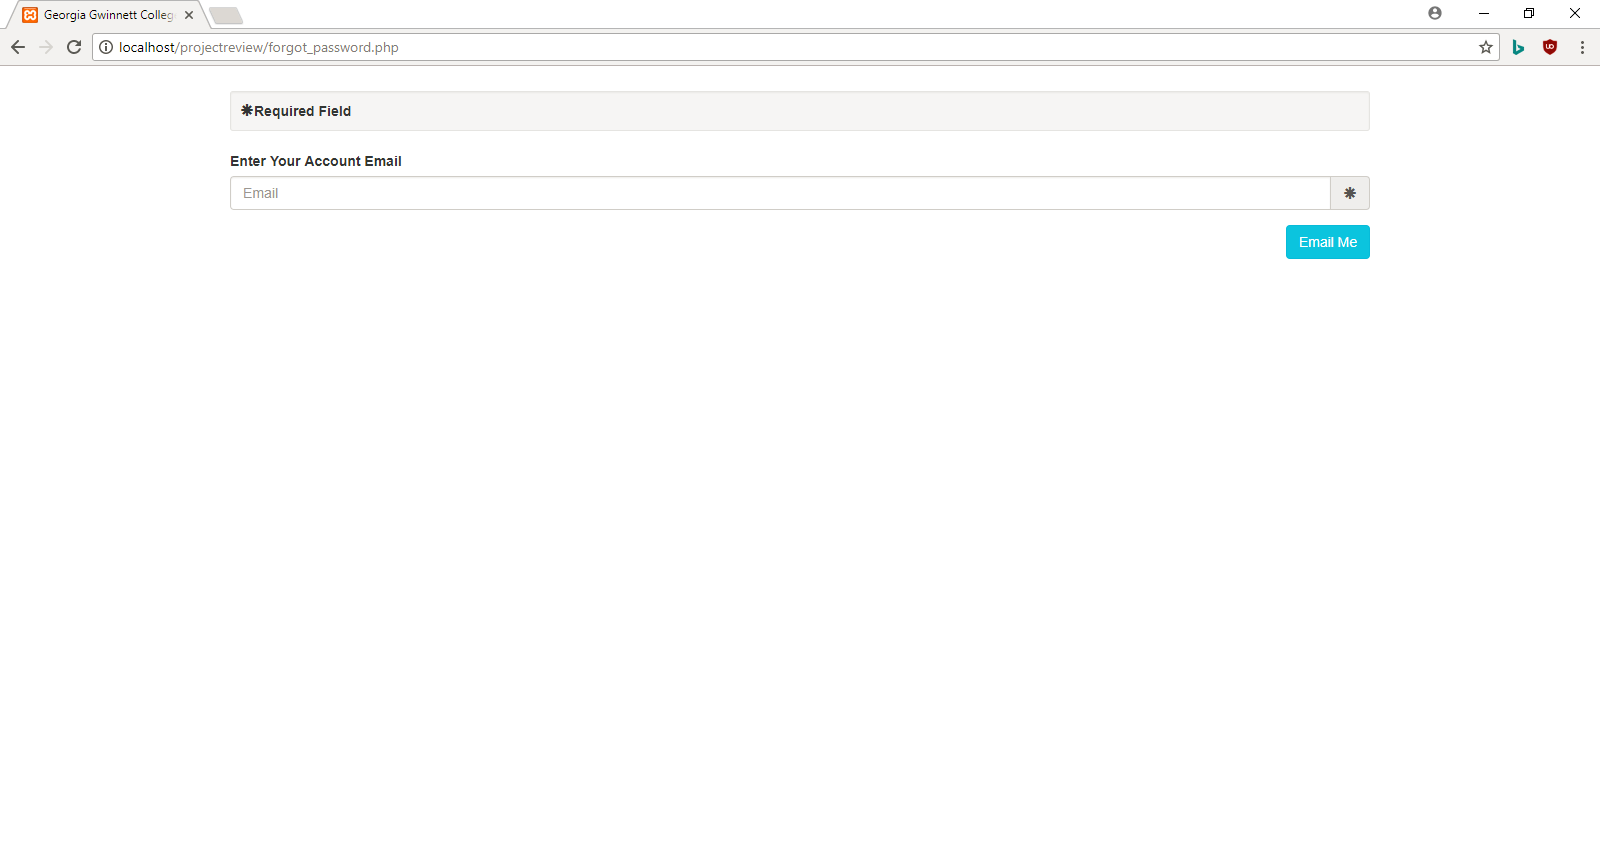 Georgia Gwinnett Colleg
localhost/projectreview/forgot_password.php
✱Required Field
Enter Your Account Email
Email ✱
Email Me